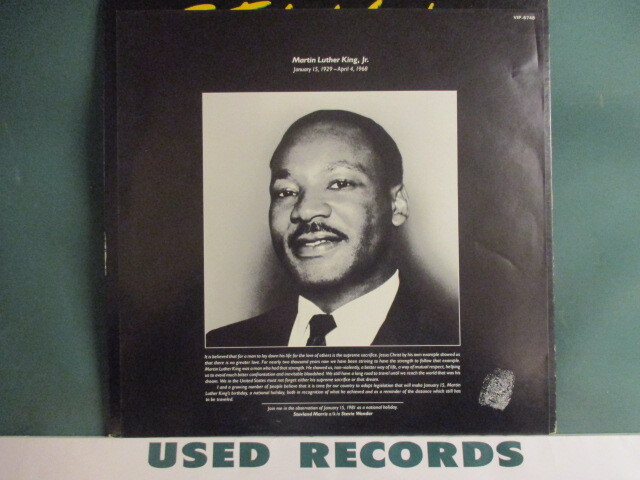 VIP-6740
Martin Luther King, Jr.
January 15, 1929 – April 4, 1968
It is believed that for a man to lay down his life for the love of others is the supreme sacrifice. Jesus Christ by his own example showed us
that there is no greater love. For nearly two thousand years now we have been striving to have the strength to follow that example.
Martin Luther King was a man who had that strength. He showed us, non-violently, a better way of life, a way of mutual respect, helping
us to avoid much bitter confrontation and inevitable bloodshed. We still have a long road to travel until we reach the world that was his
dream. We in the United States must not forget either his supreme sacrifice or that dream.
I and a growing number of people believe that it is time for our country to adopt legislation that will make January 15, Martin
Luther King's birthday, a national holiday, both in recognition of what he achieved and as a reminder of the distance which still has
to be traveled.
Join me in the observation of January 15, 1981 as a national holiday.
Stevland Morris a/k/a Stevie Wonder
USED RECORDS